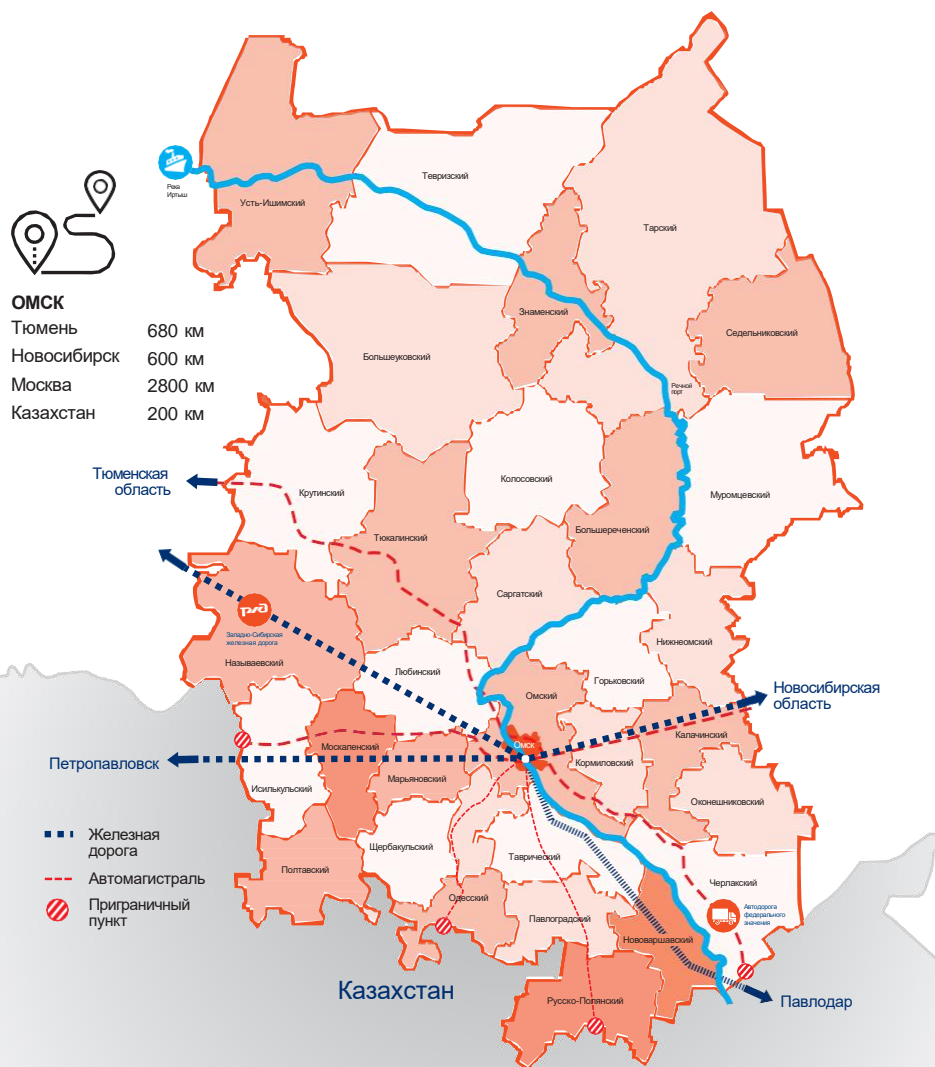 Река
Иртыш
Усть-Ишимский
Тевризский
Тарский
Знаменский
Седельниковский
Большеуковский
Речной
порт
ОМСК
Тюмень 680 км
Новосибирск 600 км
Москва 2800 км
Казахстан 200 км
Тюменская
область
Крутинский
Колосовский
Муромцевский
Тюкалинский
Большереченский
Саргатский
РЖД
Западно-Сибирская
железная дорога
Называевский
Нижнеомский
Любинский
Горьковский
Омский
Новосибирская
область
Москаленский
Омск
Калачинский
Петропавловск
Марьяновский
Кормиловский
Исилькульский
Оконешниковский
Железная
дорога
Щербакульский
Таврический
Полтавский
Автомагистраль
Черлакский
Приграничный
пункт
Одесский
Павлоградский
Автодорога
федерального
значения
Нововаршавский
Казахстан
Русско-Полянский
Павлодар